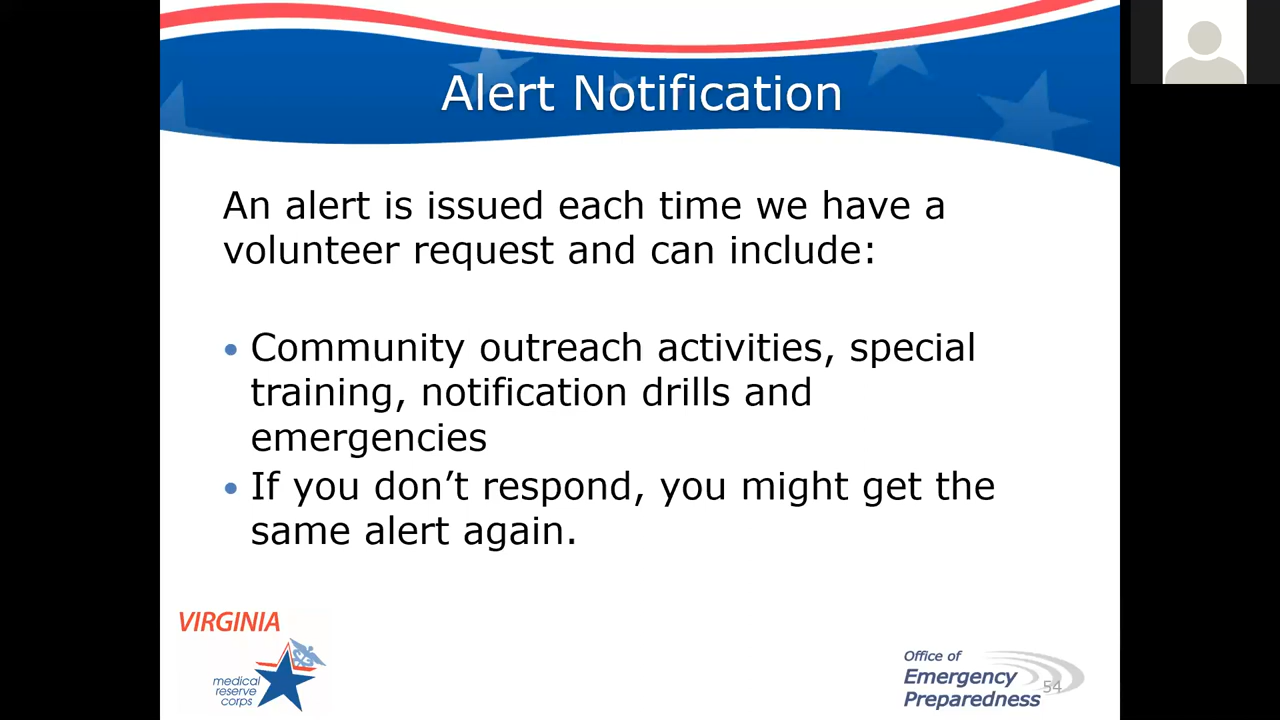 Alert Notification
An alert is issued each time we have a
volunteer request and can include:
• Community outreach activities, special
training, notification drills and
emergencies
• If you don’t respond, you might get the
same alert again.
VIRGINIA
medical
reserve
corps
Office of
Emergency
Preparedness
54